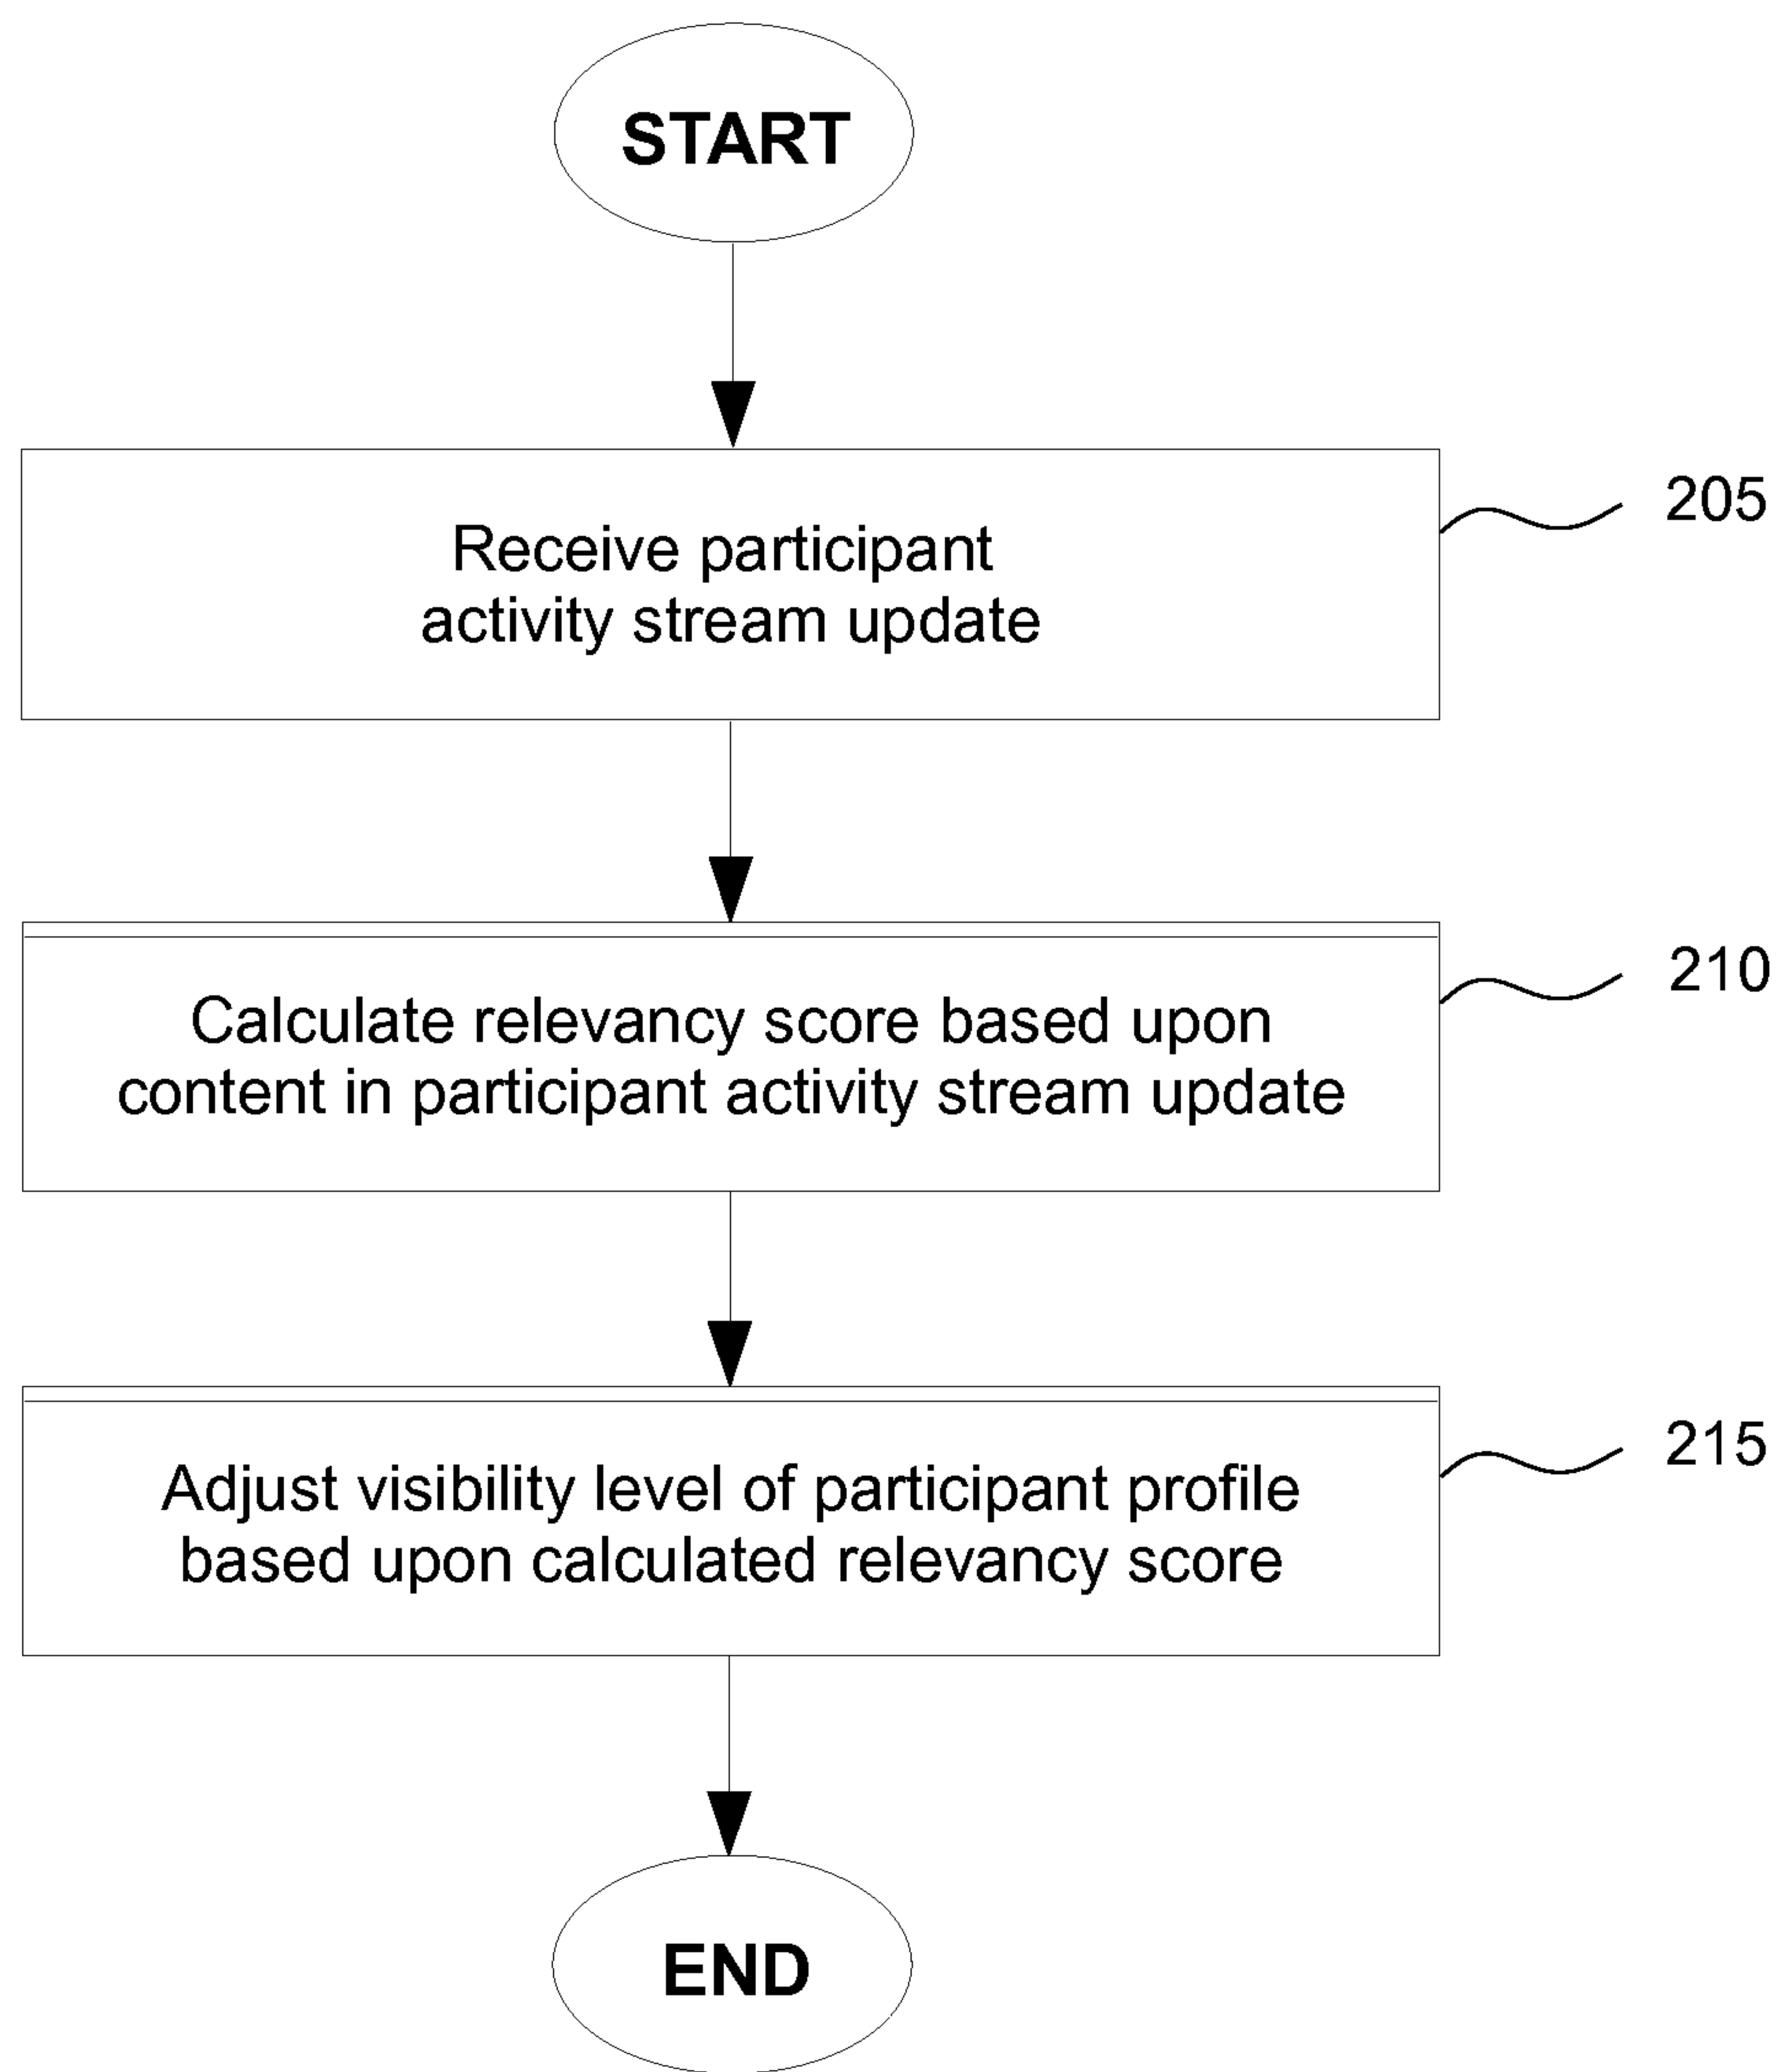 START
Receive participant
activity stream update
205
Calculate relevancy score based upon
content in participant activity stream update
210
Adjust visibility level of participant profile
based upon calculated relevancy score
215
END